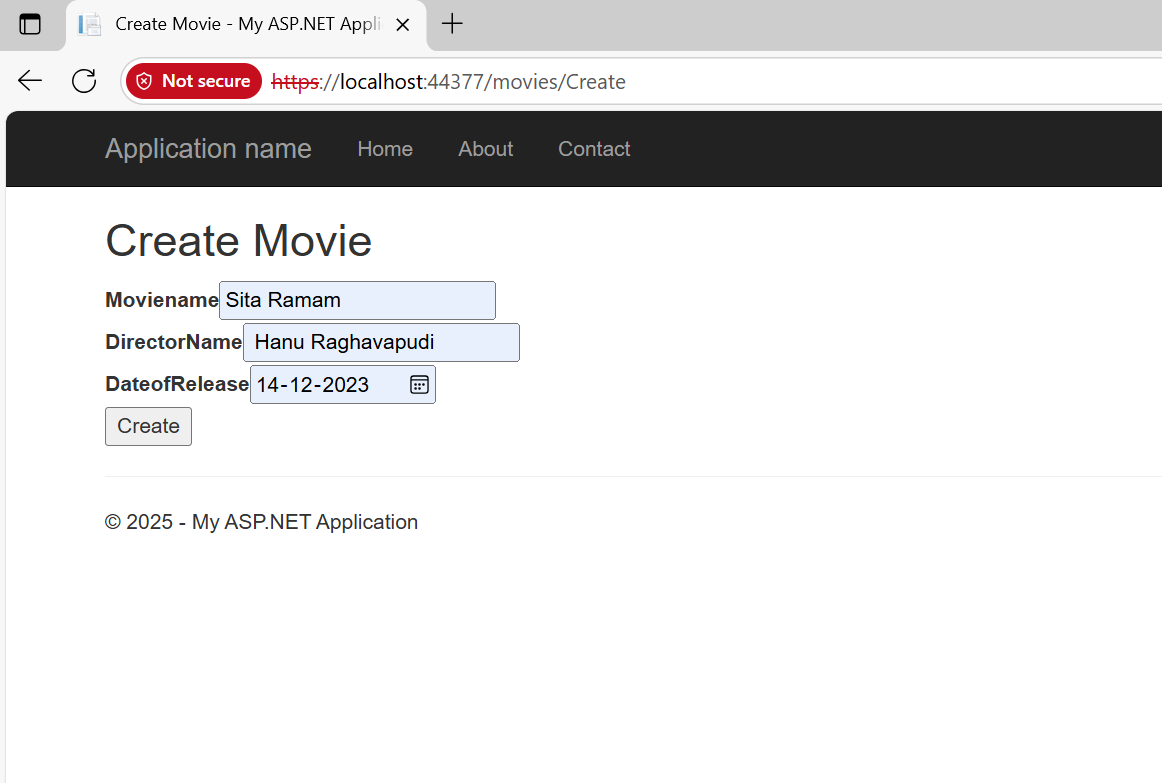 Create Movie - My ASP.NET Appli
Not secure https://localhost:44377/movies/Create
Application name Home About Contact
Create Movie
Moviename Sita Ramam
DirectorName Hanu Raghavapudi
DateofRelease 14-12-2023
Create
© 2025 - My ASP.NET Application